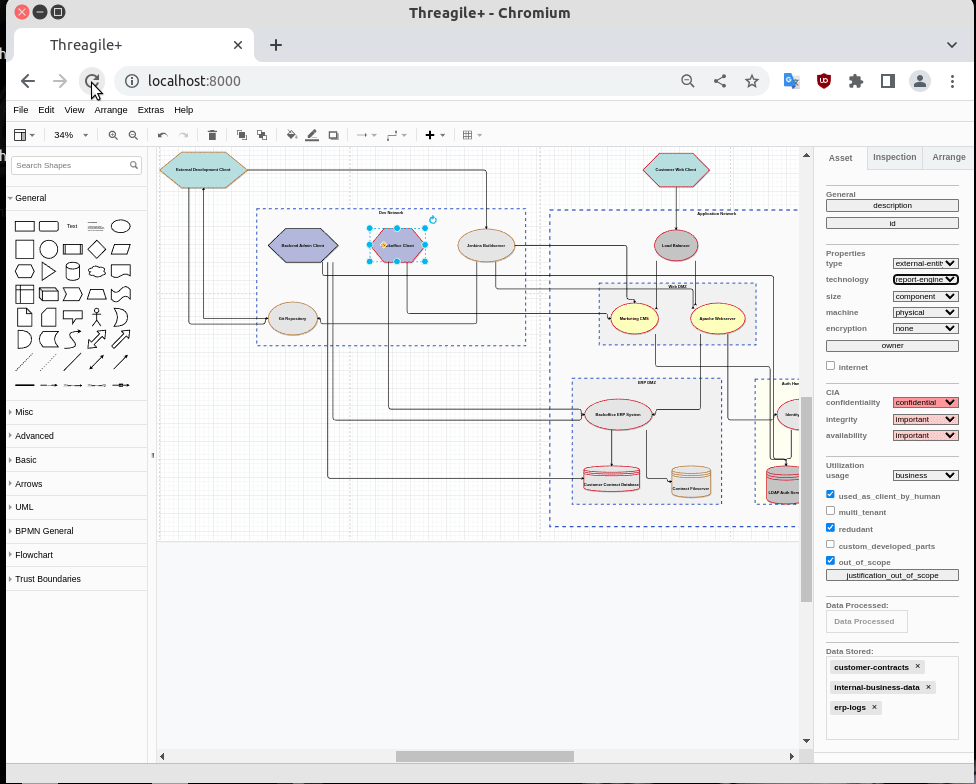 Threagile+ - Chromium
Threagile+
localhost:8000
File Edit View Arrange Extras Help
34%
Search Shapes
General
Text
Misc
Advanced
Basic
Arrows
UML
BPMN General
Flowchart
Trust Boundaries
External Development Client
Customer Web Client
Dev Network
Application Network
Backend Admin Client
Backoffice Client
Jenkins Buildserver
Load Balancer
Web DMZ
Git Repository
Marketing CMS
Apache Webserver
ERP DMZ
Auth Han
Backoffice ERP System
Identity
Customer Contract Database
Contract Fileserver
LDAP Auth Serv
Asset Inspection Arrange
General
description
id
Properties
type external-entit
technology report-engine
size component
machine physical
encryption none
owner
internet
CIA
confidentiality confidential
integrity important
availability important
Utilization
usage business
used_as_client_by_human
multi_tenant
redudant
custom_developed_parts
out_of_scope
justification_out_of_scope
Data Processed:
Data Processed
Data Stored:
customer-contracts ×
internal-business-data ×
erp-logs ×